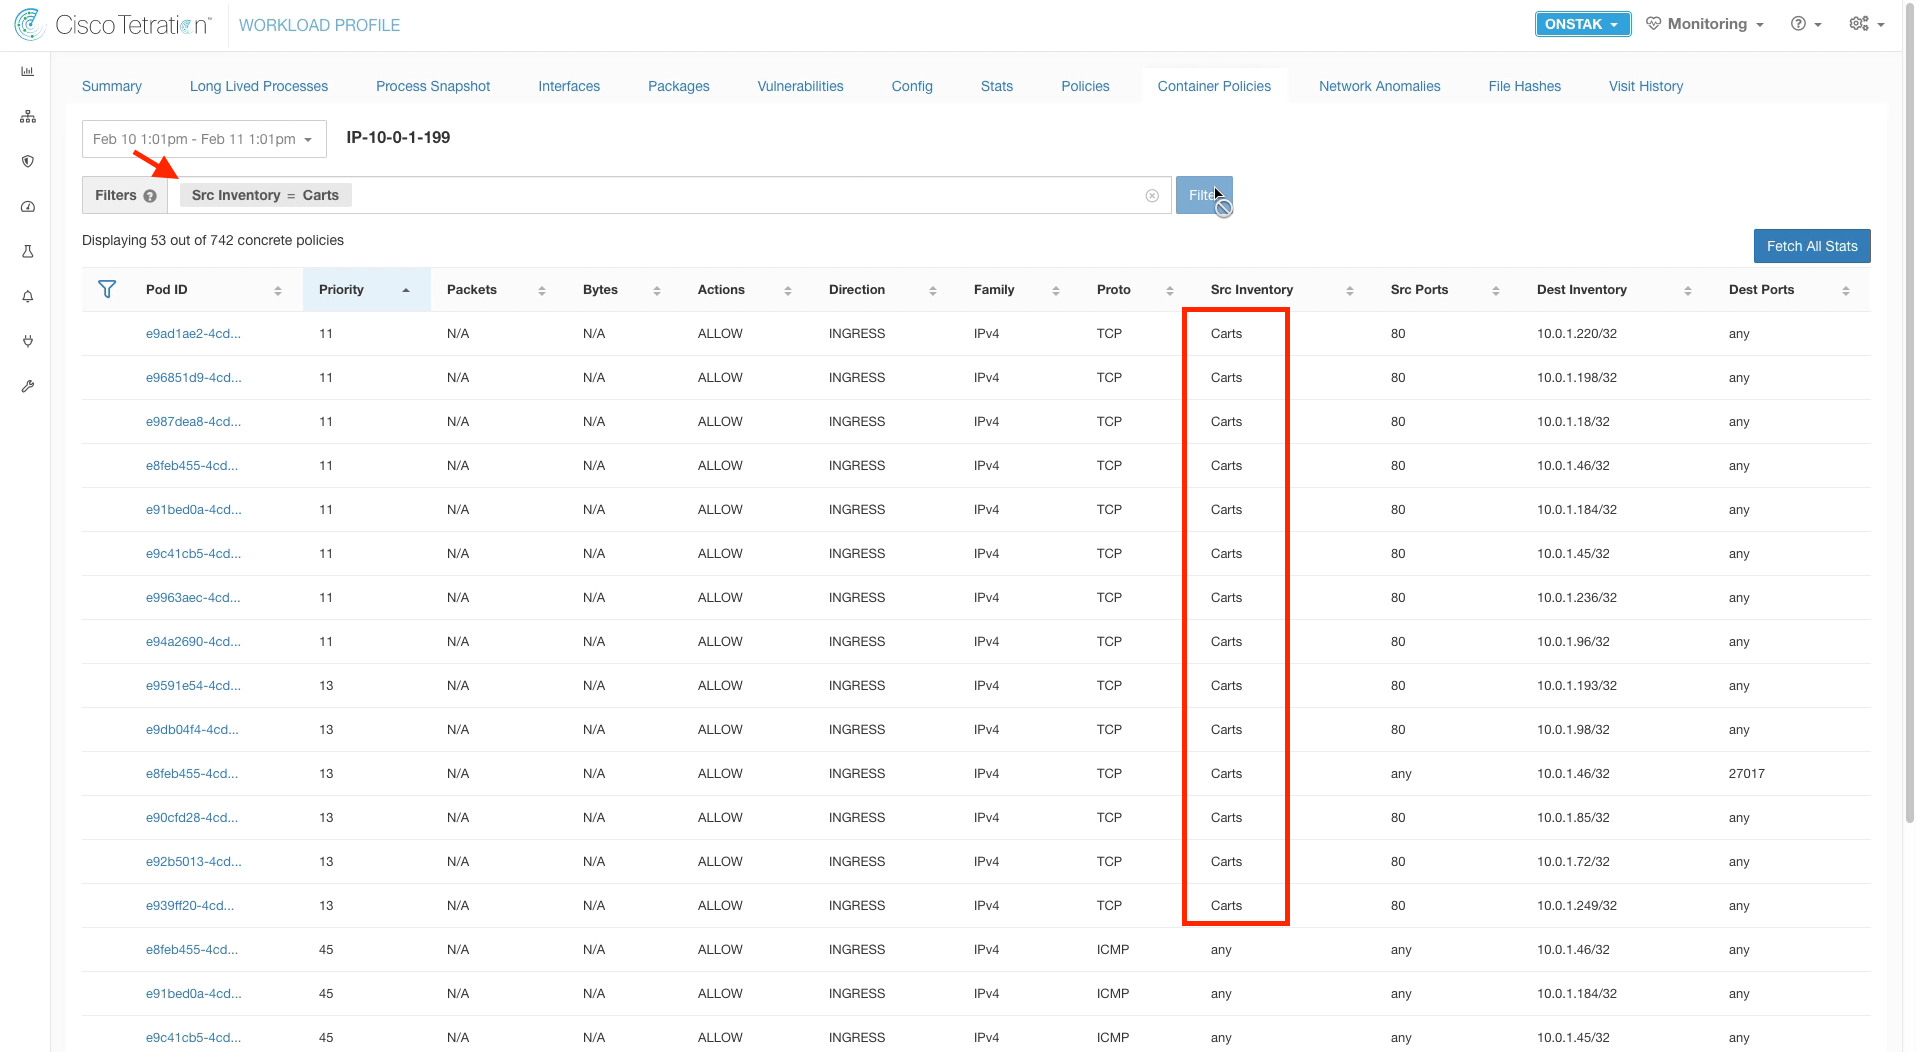 Cisco Tetration™ WORKLOAD PROFILE ONSTAK Monitoring
Summary Long Lived Processes Process Snapshot Interfaces Packages Vulnerabilities Config Stats Policies Container Policies Network Anomalies File Hashes Visit History
Feb 10 1:01pm - Feb 11 1:01pm IP-10-0-1-199
Filters Src Inventory = Carts
Displaying 53 out of 742 concrete policies
Fetch All Stats
Pod ID Priority Packets Bytes Actions Direction Family Proto Src Inventory Src Ports Dest Inventory Dest Ports
e9ad1ae2-4cd... 11 N/A N/A ALLOW INGRESS IPv4 TCP Carts 80 10.0.1.220/32 any
e96851d9-4cd... 11 N/A N/A ALLOW INGRESS IPv4 TCP Carts 80 10.0.1.198/32 any
e987dea8-4cd... 11 N/A N/A ALLOW INGRESS IPv4 TCP Carts 80 10.0.1.18/32 any
e8feb455-4cd... 11 N/A N/A ALLOW INGRESS IPv4 TCP Carts 80 10.0.1.46/32 any
e91bed0a-4cd... 11 N/A N/A ALLOW INGRESS IPv4 TCP Carts 80 10.0.1.184/32 any
e9c41cb5-4cd... 11 N/A N/A ALLOW INGRESS IPv4 TCP Carts 80 10.0.1.45/32 any
e9963aec-4cd... 11 N/A N/A ALLOW INGRESS IPv4 TCP Carts 80 10.0.1.236/32 any
e94a2690-4cd... 11 N/A N/A ALLOW INGRESS IPv4 TCP Carts 80 10.0.1.96/32 any
e9591e54-4cd... 13 N/A N/A ALLOW INGRESS IPv4 TCP Carts 80 10.0.1.193/32 any
e9db04f4-4cd... 13 N/A N/A ALLOW INGRESS IPv4 TCP Carts 80 10.0.1.98/32 any
e8feb455-4cd... 13 N/A N/A ALLOW INGRESS IPv4 TCP Carts any 10.0.1.46/32 27017
e90cfd28-4cd... 13 N/A N/A ALLOW INGRESS IPv4 TCP Carts 80 10.0.1.85/32 any
e92b5013-4cd... 13 N/A N/A ALLOW INGRESS IPv4 TCP Carts 80 10.0.1.72/32 any
e939ff20-4cd... 13 N/A N/A ALLOW INGRESS IPv4 TCP Carts 80 10.0.1.249/32 any
e8feb455-4cd... 45 N/A N/A ALLOW INGRESS IPv4 ICMP any any 10.0.1.46/32 any
e91bed0a-4cd... 45 N/A N/A ALLOW INGRESS IPv4 ICMP any any 10.0.1.184/32 any
e9c41cb5-4cd... 45 N/A N/A ALLOW INGRESS IPv4 ICMP any any 10.0.1.45/32 any